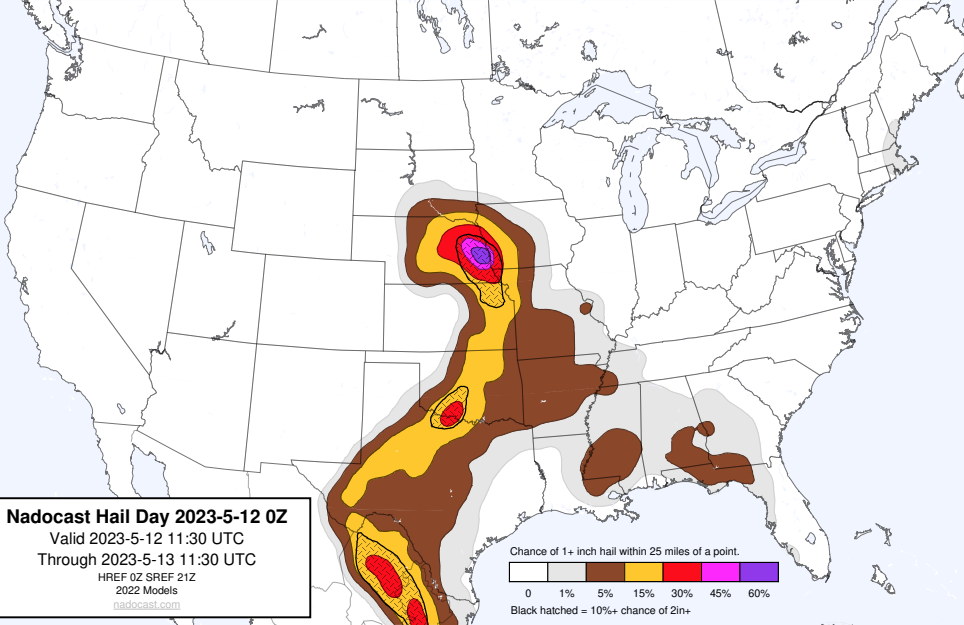 Nadocast Hail Day 2023-5-12 0Z
Valid 2023-5-12 11:30 UTC
Through 2023-5-13 11:30 UTC
HREF 0Z SREF 21Z
2022 Models
nadocast.com
Chance of 1+ inch hail within 25 miles of a point.
0 1% 5% 15% 30% 45% 60%
Black hatched = 10%+ chance of 2in+